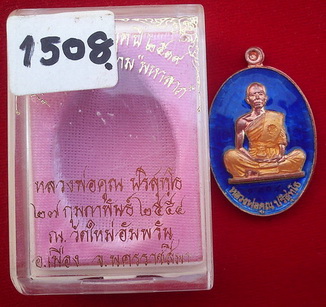 1508
หลวงพ่อคูณ ปริสุทฺโธ
๒๗ กุมภาพันธ์ ๒๕๕๔
ณ. วัดใหม่อัมพวัน
อ.เมือง จ.นครราชสีมา
หลวงพ่อคูณ ปริสุทฺโธ